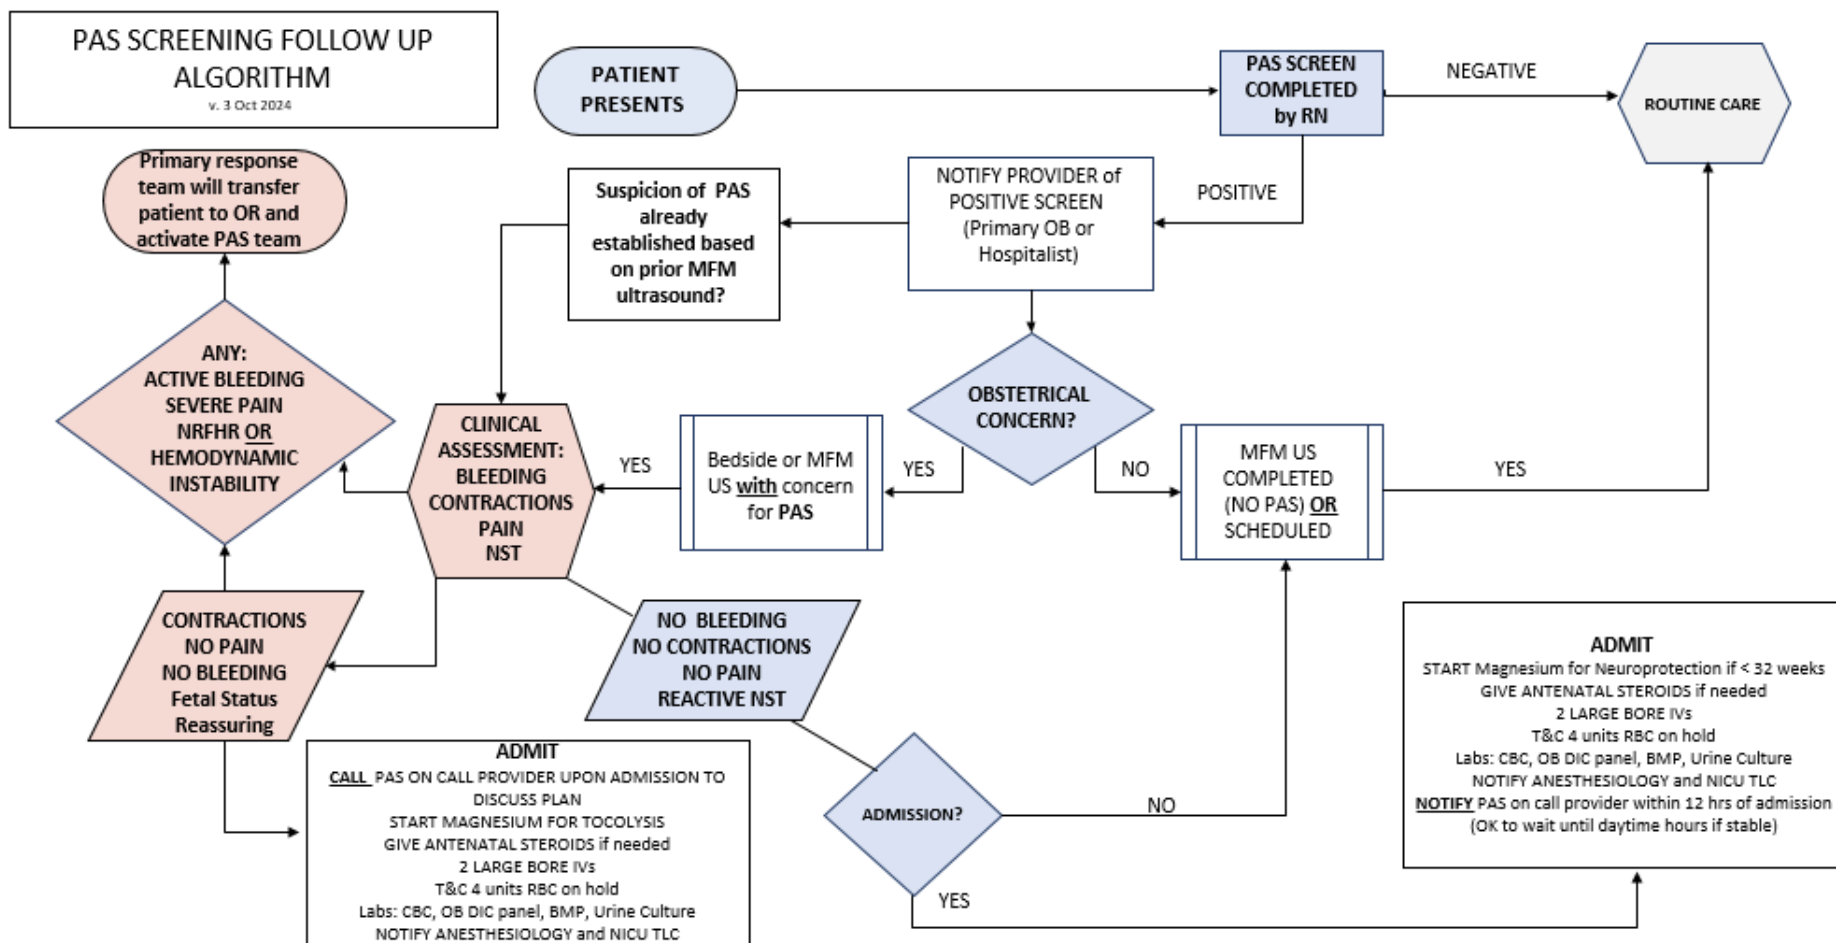 PAS SCREENING FOLLOW UP
ALGORITHM
v. 3 Oct 2024
PATIENT
PRESENTS
PAS SCREEN
COMPLETED
by RN
NEGATIVE
ROUTINE CARE
POSITIVE
NOTIFY PROVIDER of
POSITIVE SCREEN
(Primary OB or
Hospitalist)
Suspicion of PAS
already
established based
on prior MFM
ultrasound?
Primary response
team will transfer
patient to OR and
activate PAS team
ANY:
ACTIVE BLEEDING
SEVERE PAIN
NRFHR OR
HEMODYNAMIC
INSTABILITY
CLINICAL
ASSESSMENT:
BLEEDING
CONTRACTIONS
PAIN
NST
YES
Bedside or MFM
US with concern
for PAS
YES
OBSTETRICAL
CONCERN?
NO
MFM US
COMPLETED
(NO PAS) OR
SCHEDULED
YES
CONTRACTIONS
NO PAIN
NO BLEEDING
Fetal Status
Reassuring
NO BLEEDING
NO CONTRACTIONS
NO PAIN
REACTIVE NST
ADMIT
CALL PAS ON CALL PROVIDER UPON ADMISSION TO
DISCUSS PLAN
START MAGNESIUM FOR TOCOLYSIS
GIVE ANTENATAL STEROIDS if needed
2 LARGE BORE IVs
T&C 4 units RBC on hold
Labs: CBC, OB DIC panel, BMP, Urine Culture
NOTIFY ANESTHESIOLOGY and NICU TLC
ADMISSION?
NO
YES
ADMIT
START Magnesium for Neuroprotection if < 32 weeks
GIVE ANTENATAL STEROIDS if needed
2 LARGE BORE IVs
T&C 4 units RBC on hold
Labs: CBC, OB DIC panel, BMP, Urine Culture
NOTIFY ANESTHESIOLOGY and NICU TLC
NOTIFY PAS on call provider within 12 hrs of admission
(OK to wait until daytime hours if stable)